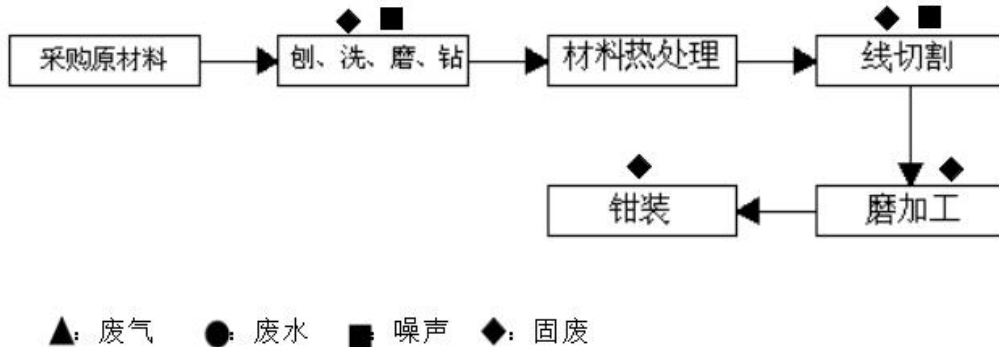 采购原材料
刨、洗、磨、钻
材料热处理
线切割
钳装
磨加工
▲：废气 ●：废水 ■：噪声 ◆：固废